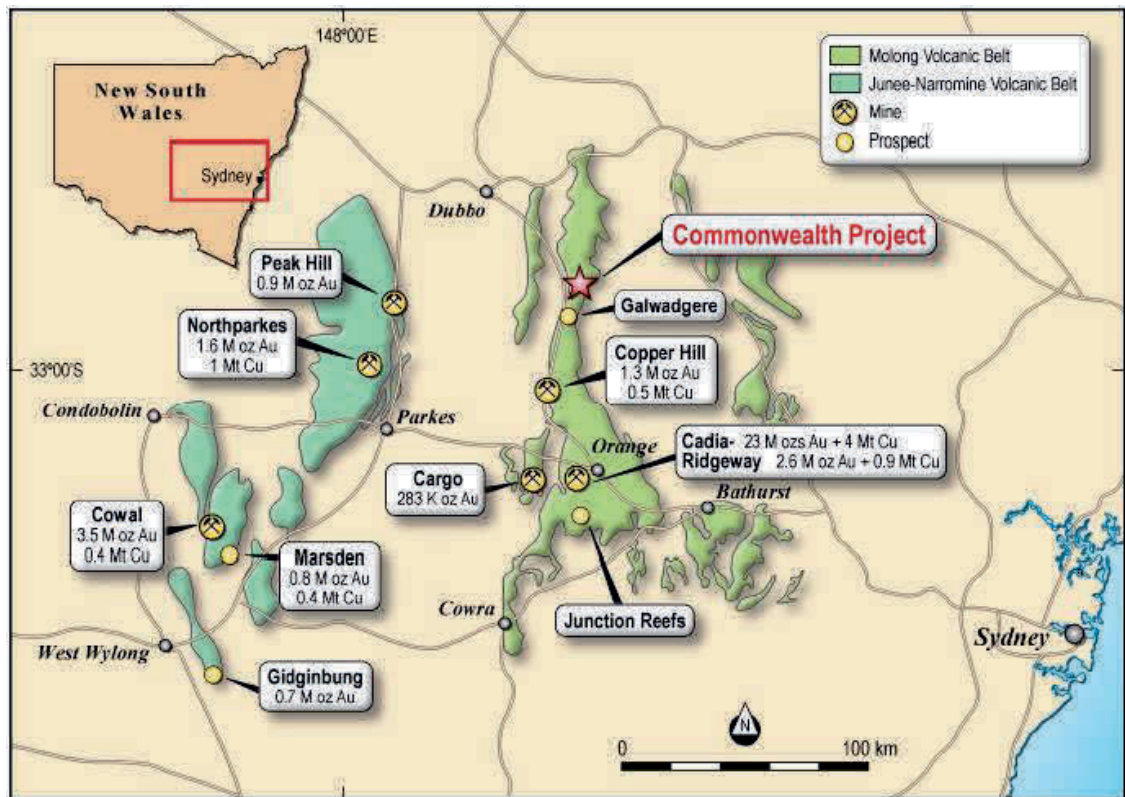 148°00'E
New South
Wales
Sydney
Molong Volcanic Belt
Junee-Narromine Volcanic Belt
Mine
Prospect
Dubbo
Commonwealth Project
Peak Hill
0.9 M oz Au
Galwadgere
Northparkes
1.6 M oz Au
1 Mt Cu
Copper Hill
1.3 M oz Au
0.5 Mt Cu
33°00'S
Condobolin
Parkes
Orange
Cadia- 23 M ozs Au + 4 Mt Cu
Ridgeway 2.6 M oz Au + 0.9 Mt Cu
Cargo
283 K oz Au
Bathurst
Cowal
3.5 M oz Au
0.4 Mt Cu
Marsden
0.8 M oz Au
0.4 Mt Cu
Cowra
Junction Reefs
Sydney
West Wylong
Gidginbung
0.7 M oz Au
N
0
100 km